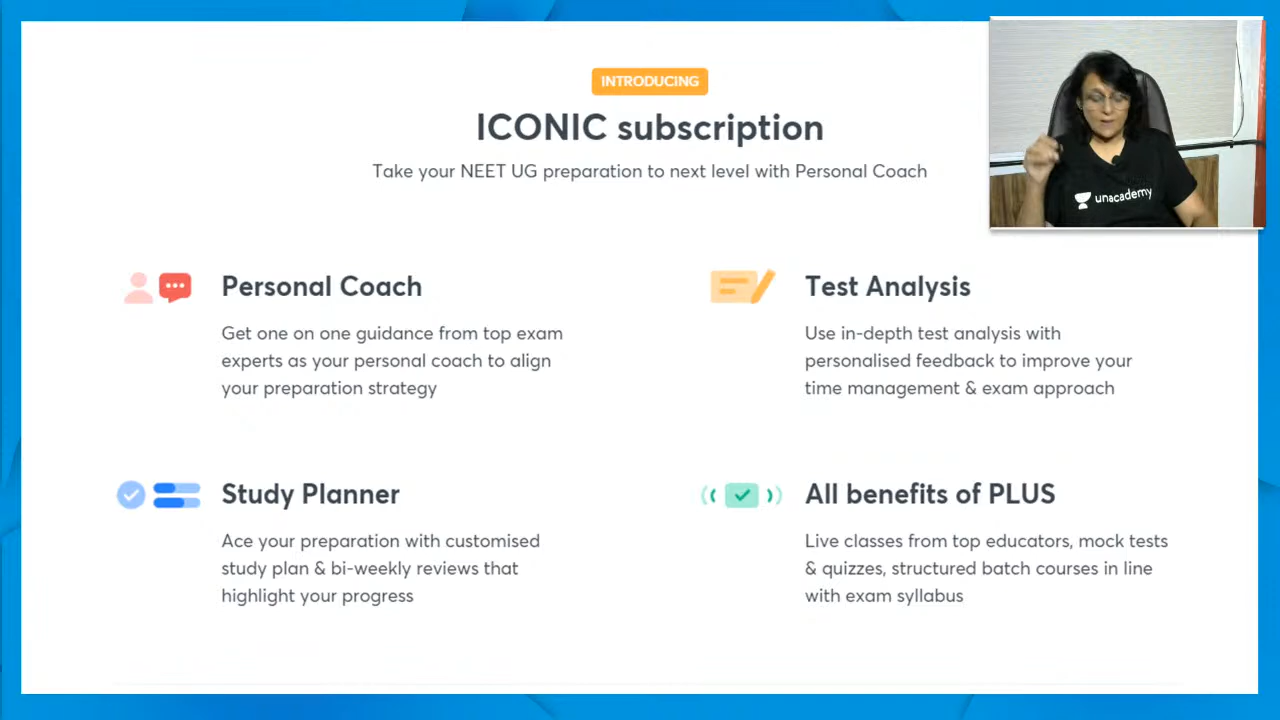 INTRODUCING
ICONIC subscription
Take your NEET UG preparation to next level with Personal Coach
unacademy
Personal Coach
Get one on one guidance from top exam
experts as your personal coach to align
your preparation strategy
Test Analysis
Use in-depth test analysis with
personalised feedback to improve your
time management & exam approach
Study Planner
Ace your preparation with customised
study plan & bi-weekly reviews that
highlight your progress
All benefits of PLUS
Live classes from top educators, mock tests
& quizzes, structured batch courses in line
with exam syllabus